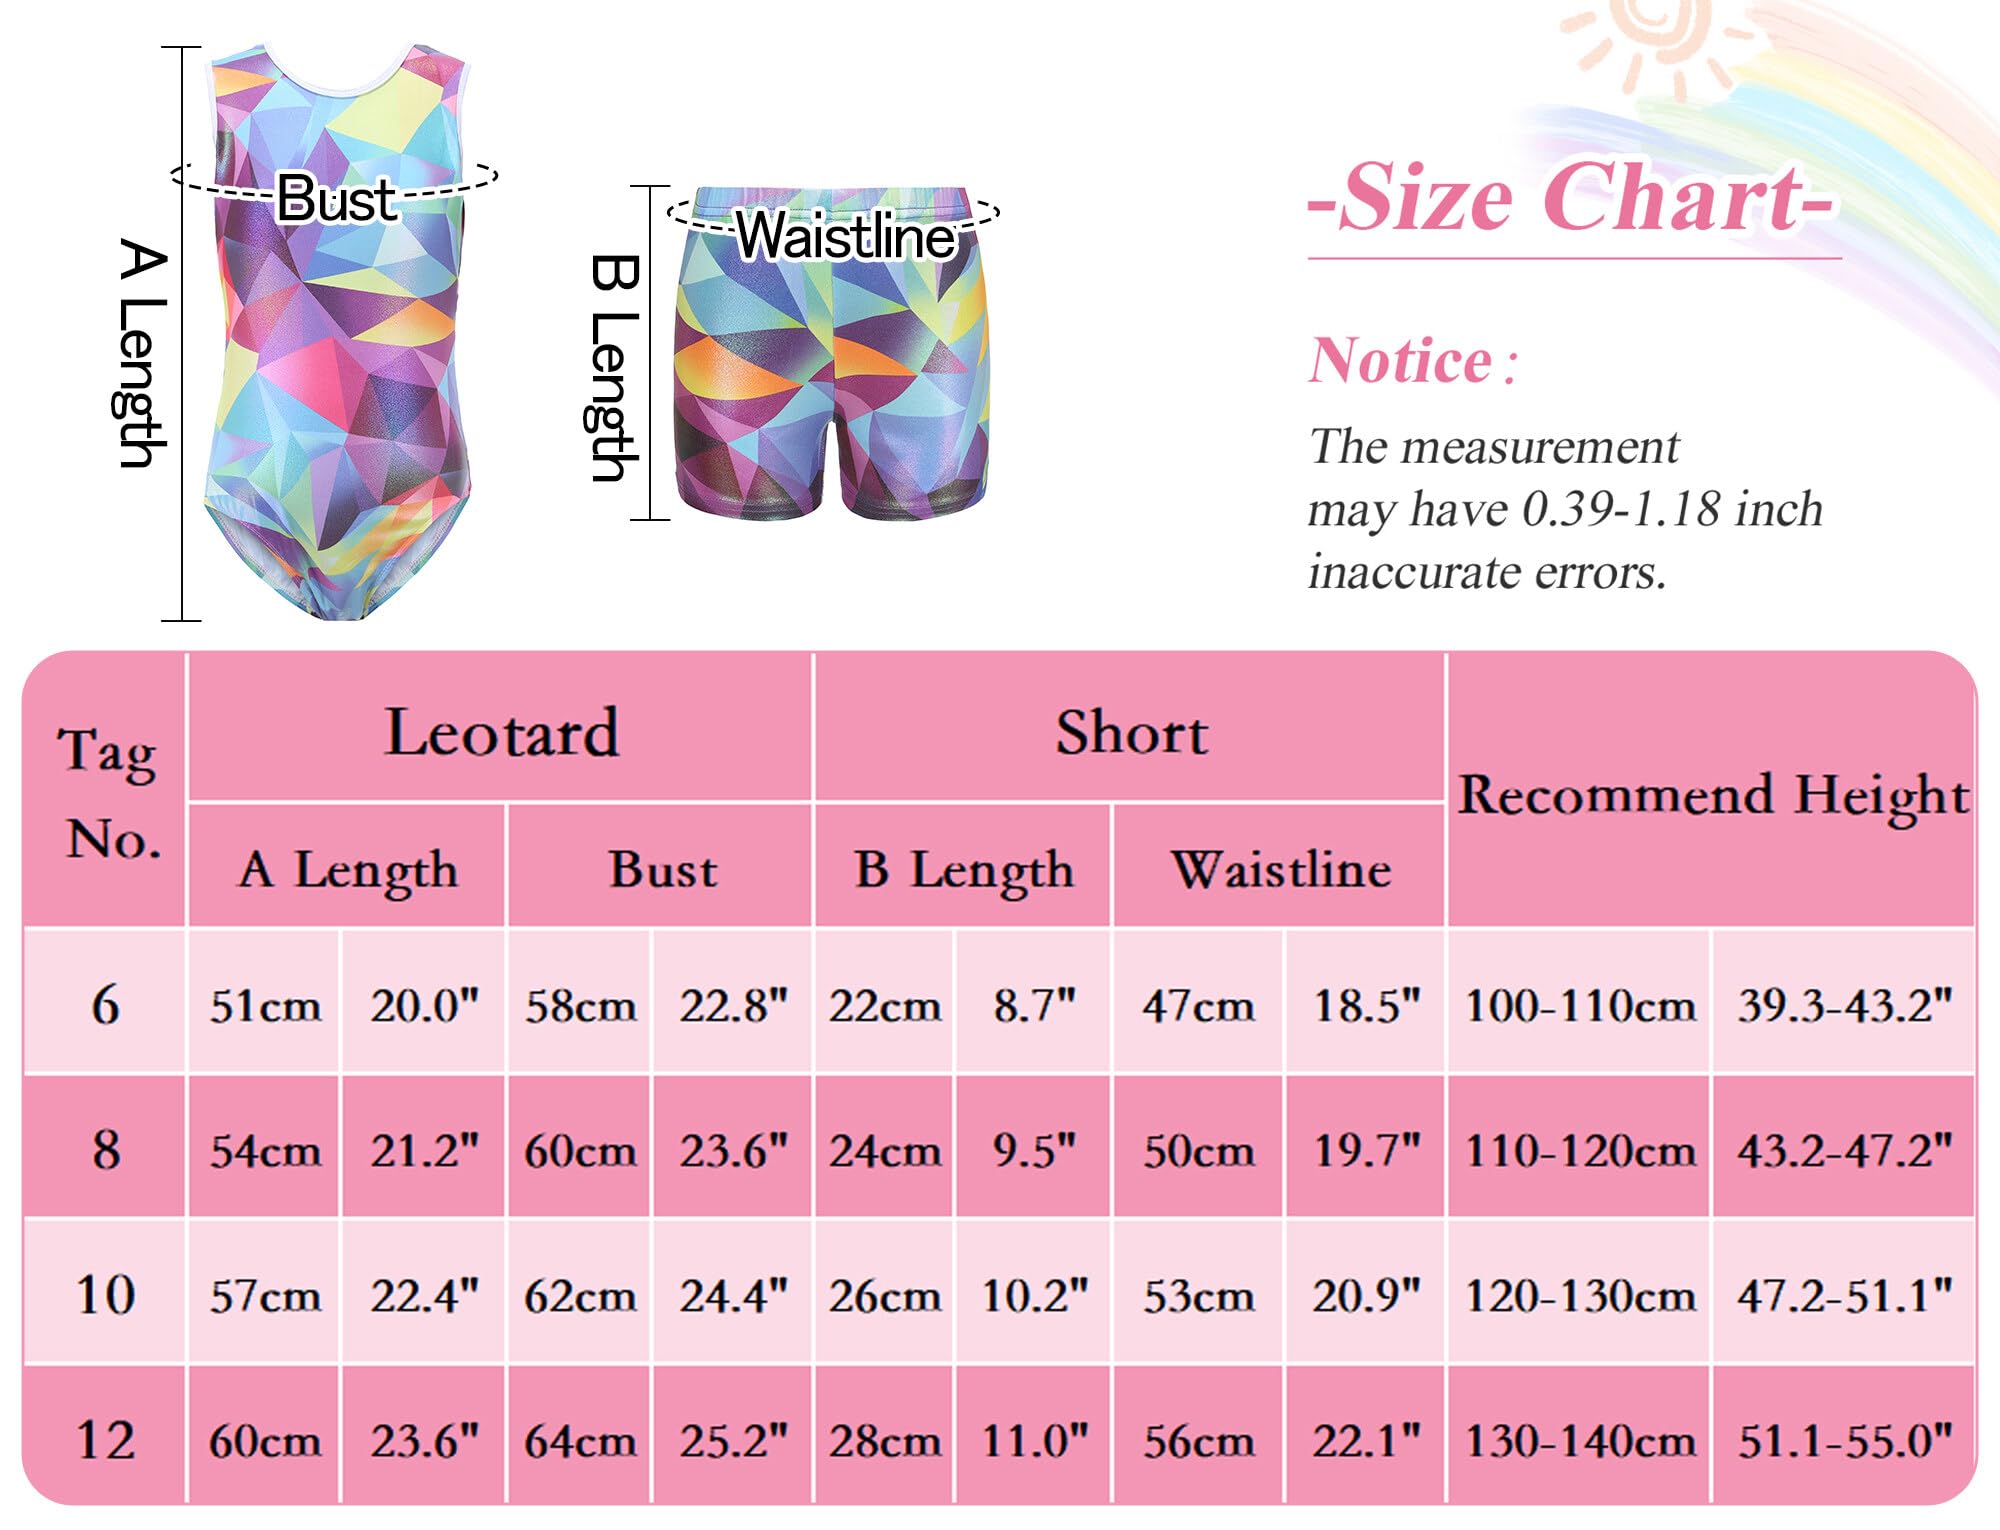 A Length
Bust
B Length
Waistline
-Size Chart-
Notice :
The measurement
may have 0.39-1.18 inch
inaccurate errors.
Tag No.
Leotard
Short
Recommend Height
A Length Bust B Length Waistline
6 51cm 20.0" 58cm 22.8" 22cm 8.7" 47cm 18.5" 100-110cm 39.3-43.2"
8 54cm 21.2" 60cm 23.6" 24cm 9.5" 50cm 19.7" 110-120cm 43.2-47.2"
10 57cm 22.4" 62cm 24.4" 26cm 10.2" 53cm 20.9" 120-130cm 47.2-51.1"
12 60cm 23.6" 64cm 25.2" 28cm 11.0" 56cm 22.1" 130-140cm 51.1-55.0"